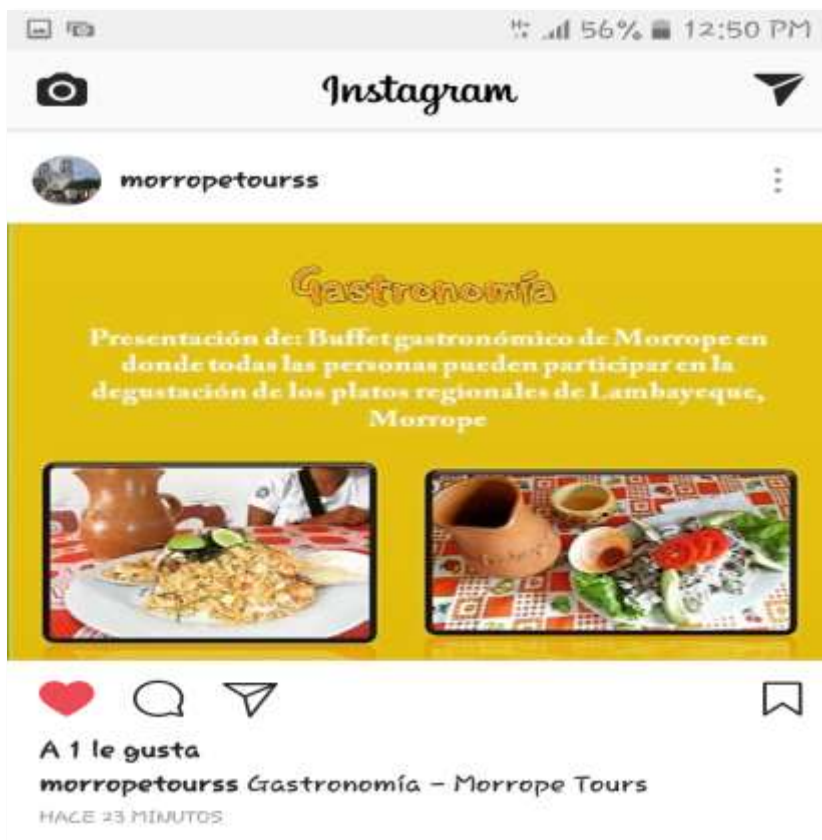 56% 12:50 PM
Instagram
morropetourss
Gastronomía
Presentación de: Buffet gastronómico de Morrope en
donde todas las personas pueden participar en la
degustación de los platos regionales de Lambayeque,
Morrope
A 1 le gusta
morropetourss Gastronomía – Morrope Tours
HACE 23 MINUTOS